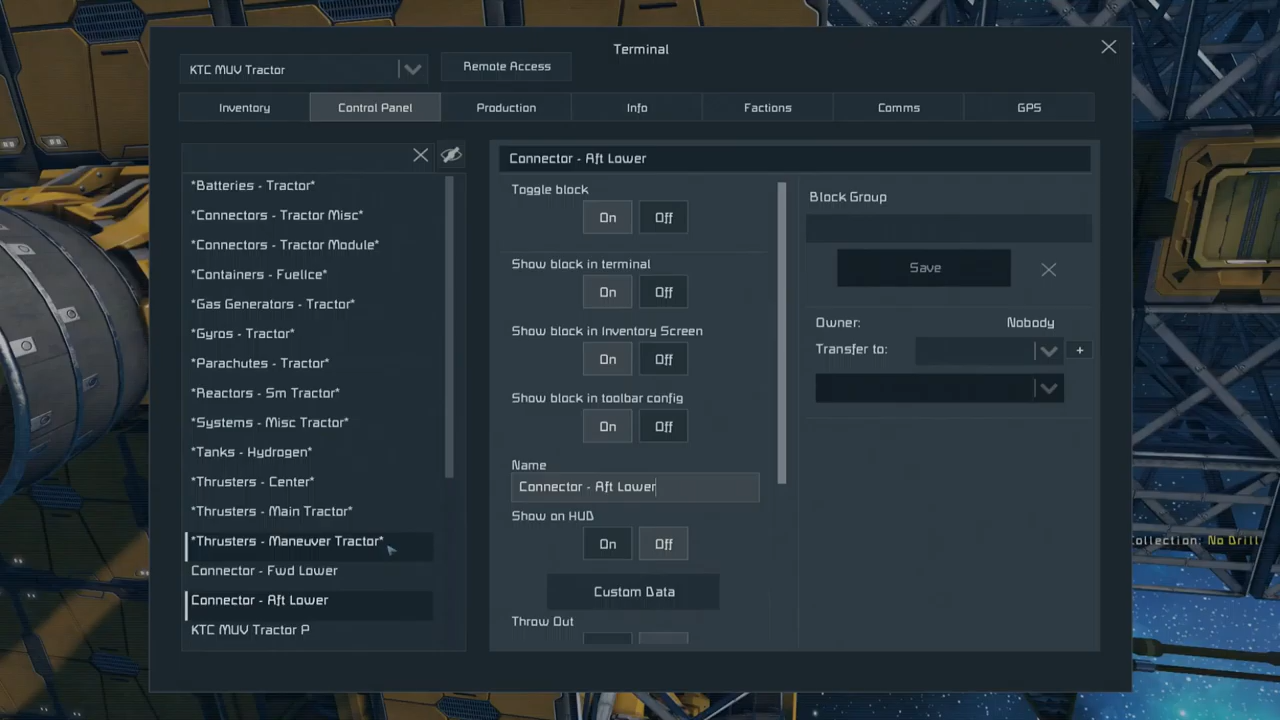 Terminal
KTC MUV Tractor
Remote Access
Inventory
Control Panel
Production
Info
Factions
Comms
GPS
*Batteries - Tractor*
*Connectors - Tractor Misc*
*Connectors - Tractor Module*
*Containers - FuelIce*
*Gas Generators - Tractor*
*Gyros - Tractor*
*Parachutes - Tractor*
*Reactors - Sm Tractor*
*Systems - Misc Tractor*
*Tanks - Hydrogen*
*Thrusters - Center*
*Thrusters - Main Tractor*
*Thrusters - Maneuver Tractor*
Connector - Fwd Lower
Connector - Aft Lower
KTC MUV Tractor P
Connector - Aft Lower
Toggle block
On Off
Show block in terminal
On Off
Show block in Inventory Screen
On Off
Show block in toolbar config
On Off
Name
Connector - Aft Lower
Show on HUD
On Off
Custom Data
Throw Out
Block Group
Save
Owner: Nobody
Transfer to:
+
Collection: No Drill